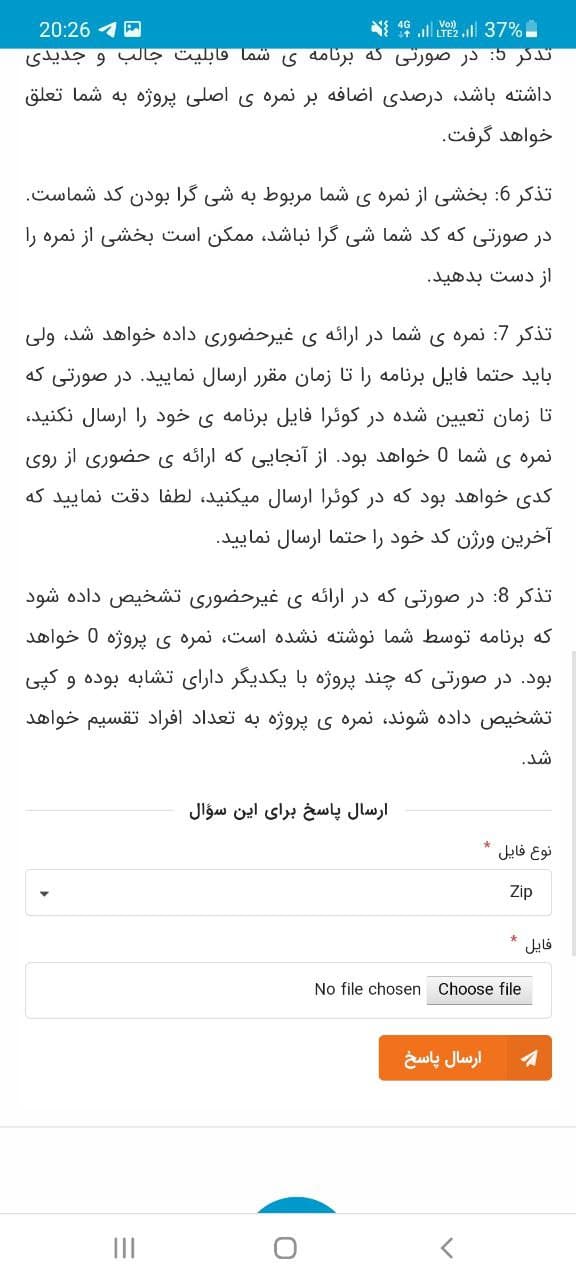 20:26
4G Vo)) LTE2 37%
تذکر 5: در صورتی که برنامه ی شما قابلیت جالب و جدیدی
داشته باشد، درصدی اضافه بر نمره ی اصلی پروژه به شما تعلق
خواهد گرفت.
تذکر 6: بخشی از نمره ی شما مربوط به شی گرا بودن کد شماست.
در صورتی که کد شما شی گرا نباشد، ممکن است بخشی از نمره را
از دست بدهید.
تذکر 7: نمره ی شما در ارائه ی غیرحضوری داده خواهد شد، ولی
باید حتما فایل برنامه را تا زمان مقرر ارسال نمایید. در صورتی که
تا زمان تعیین شده در کوئرا فایل برنامه ی خود را ارسال نکنید،
نمره ی شما 0 خواهد بود. از آنجایی که ارائه ی حضوری از روی
کدی خواهد بود که در کوئرا ارسال میکنید، لطفا دقت نمایید که
آخرین ورژن کد خود را حتما ارسال نمایید.
تذکر 8: در صورتی که در ارائه ی غیرحضوری تشخیص داده شود
که برنامه توسط شما نوشته نشده است، نمره ی پروژه 0 خواهد
بود. در صورتی که چند پروژه با یکدیگر دارای تشابه بوده و کپی
تشخیص داده شوند، نمره ی پروژه به تعداد افراد تقسیم خواهد
شد.
ارسال پاسخ برای این سؤال
نوع فایل *
Zip
فایل *
Choose file No file chosen
ارسال پاسخ